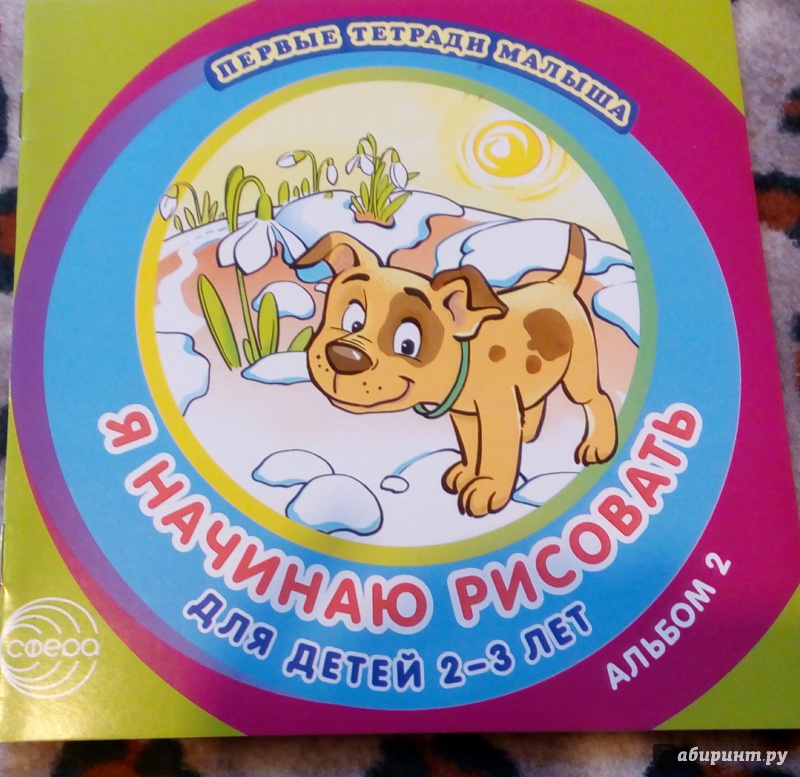 ПЕРВЫЕ ТЕТРАДИ МАЛЫША
Я НАЧИНАЮ РИСОВАТЬ
ДЛЯ ДЕТЕЙ 2–3 ЛЕТ
АЛЬБОМ 2
сфера
абиринт.ру